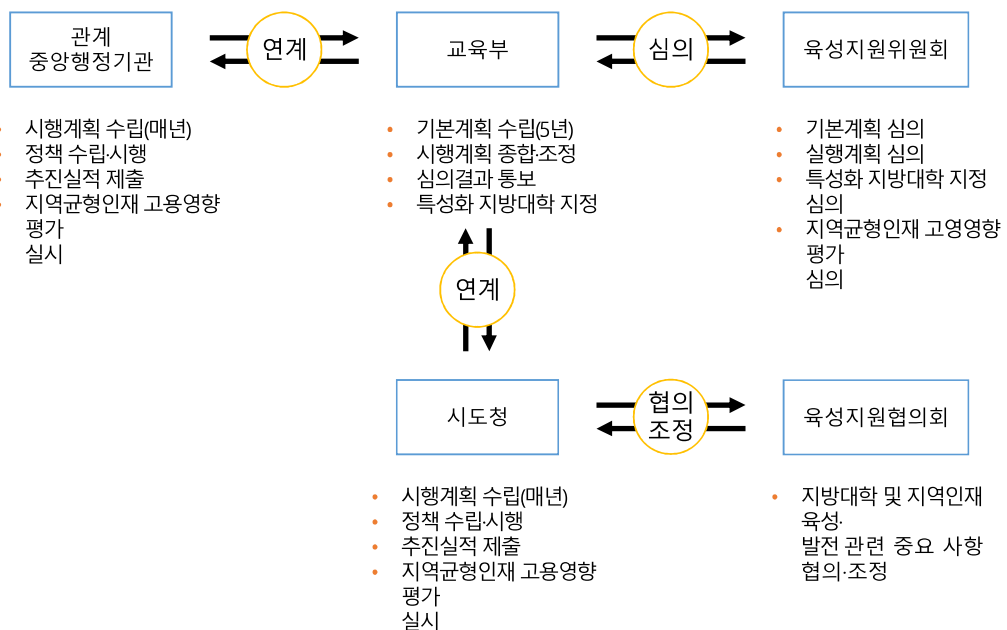 관계
중앙행정기관
연계
교육부
심의
육성지원위원회
• 시행계획 수립(매년)
• 정책 수립·시행
• 추진실적 제출
• 지역균형인재 고용영향
평가
실시
• 기본계획 수립(5년)
• 시행계획 종합·조정
• 심의결과 통보
• 특성화 지방대학 지정
• 기본계획 심의
• 실행계획 심의
• 특성화 지방대학 지정
심의
• 지역균형인재 고영영향
평가
심의
연계
시도청
협의
조정
육성지원협의회
• 시행계획 수립(매년)
• 정책 수립·시행
• 추진실적 제출
• 지역균형인재 고용영향
평가
실시
• 지방대학 및 지역인재
육성·
발전 관련 중요 사항
협의·조정